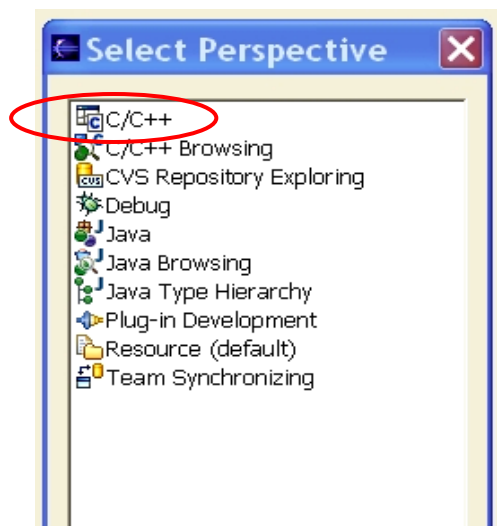 Select Perspective
C/C++
C/C++ Browsing
CVS Repository Exploring
Debug
Java
Java Browsing
Java Type Hierarchy
Plug-in Development
Resource (default)
Team Synchronizing